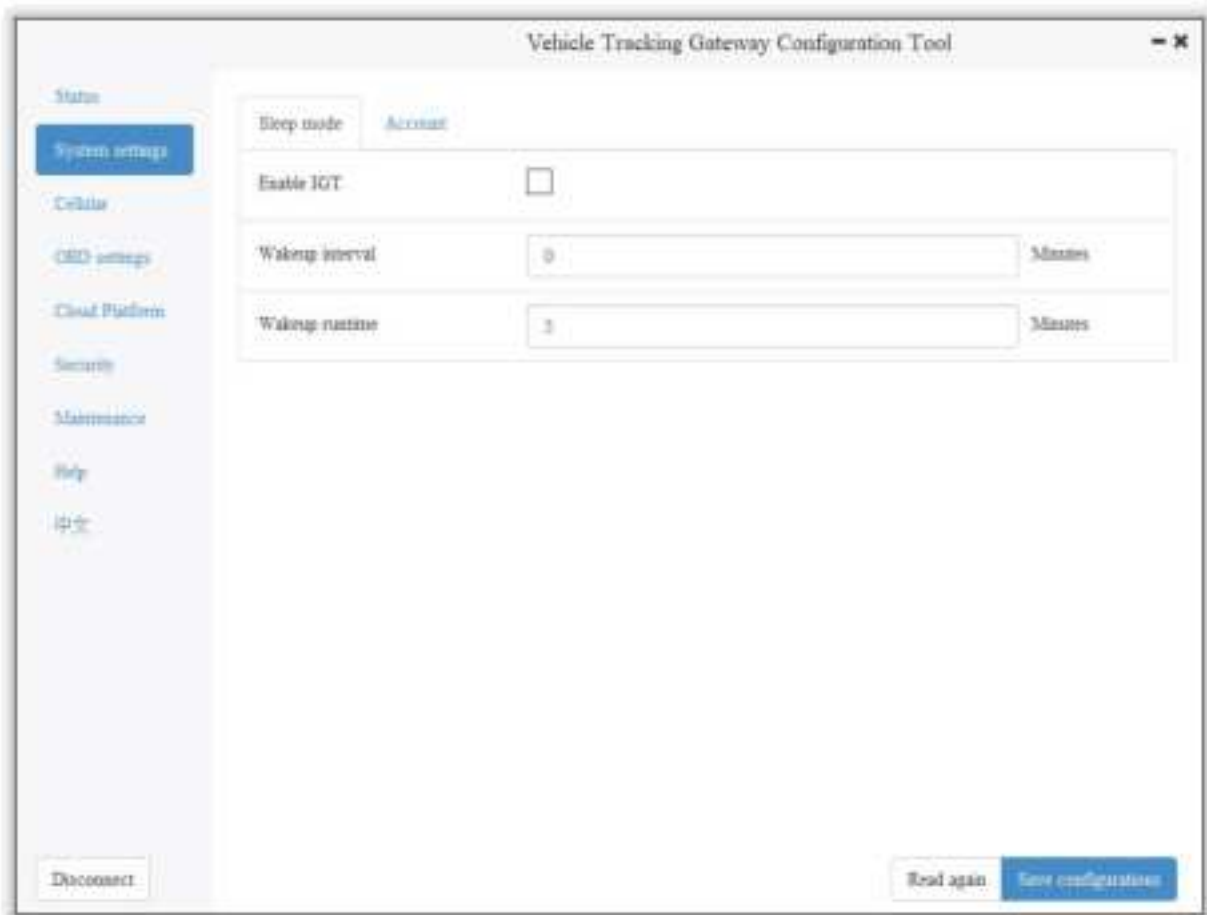 Vehicle Tracking Gateway Configuration Tool
Status
System settings
Cellular
OBD settings
Cloud Platform
Security
Maintenance
Help
中文
Sleep mode Account
Enable IGT
Wakeup interval 0 Minutes
Wakeup runtime Minutes
Disconnect
Read again Save configurations